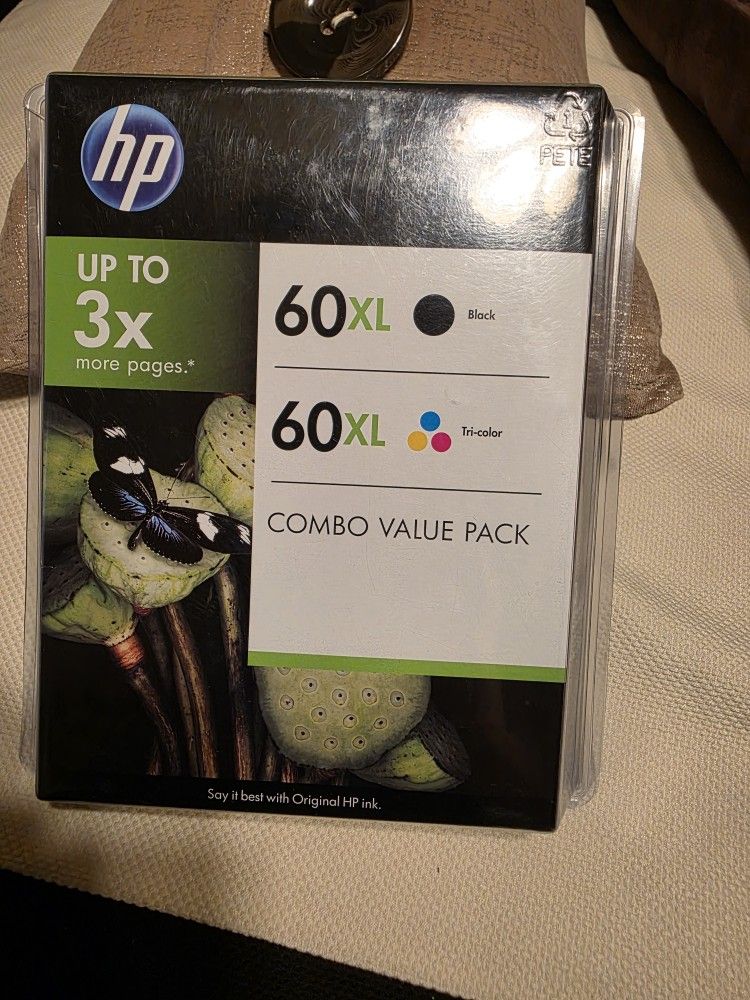 hp
1
PETE
UP TO
3x
more pages.*
60XL Black
60XL Tri-color
COMBO VALUE PACK
Say it best with Original HP ink.